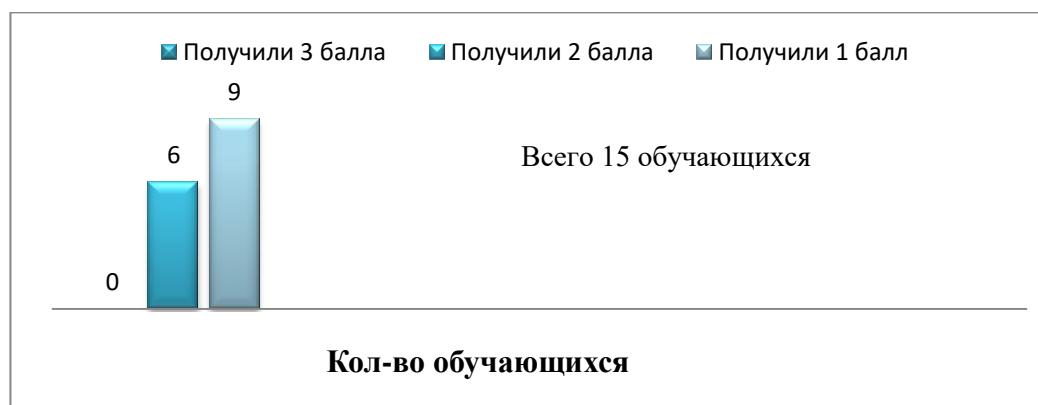 Получили 3 балла Получили 2 балла Получили 1 балл
9
6
Всего 15 обучающихся
0
Кол-во обучающихся